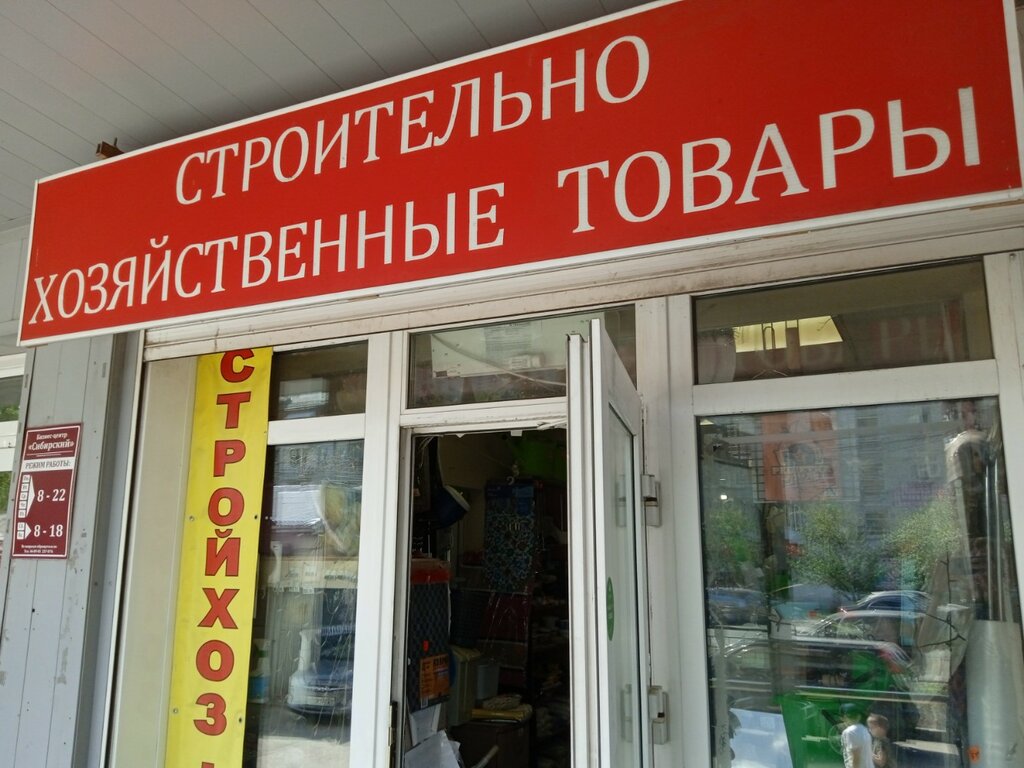 СТРОИТЕЛЬНО
ХОЗЯЙСТВЕННЫЕ ТОВАРЫ
СТРОЙХОЗ
Бизнес-центр
«Сибирский»
РЕЖИМ РАБОТЫ:
8 - 22
8 - 18